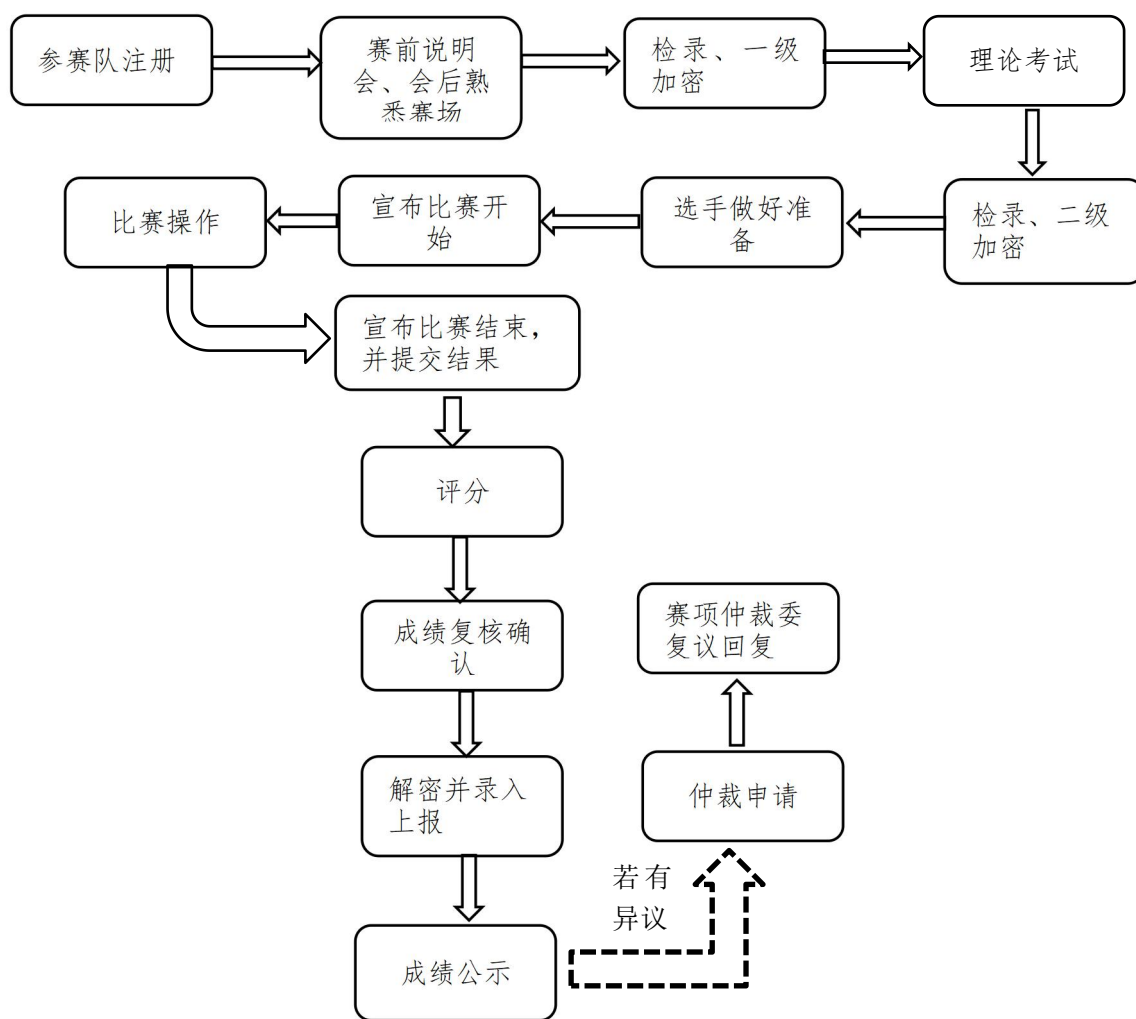 参赛队注册
赛前说明
会、会后熟
悉赛场
检录、一级
加密
理论考试
检录、二级
加密
选手做好准
备
宣布比赛开
始
比赛操作
宣布比赛结束，
并提交结果
评分
成绩复核确
认
解密并录入
上报
成绩公示
若有
异议
仲裁申请
赛项仲裁委
复议回复